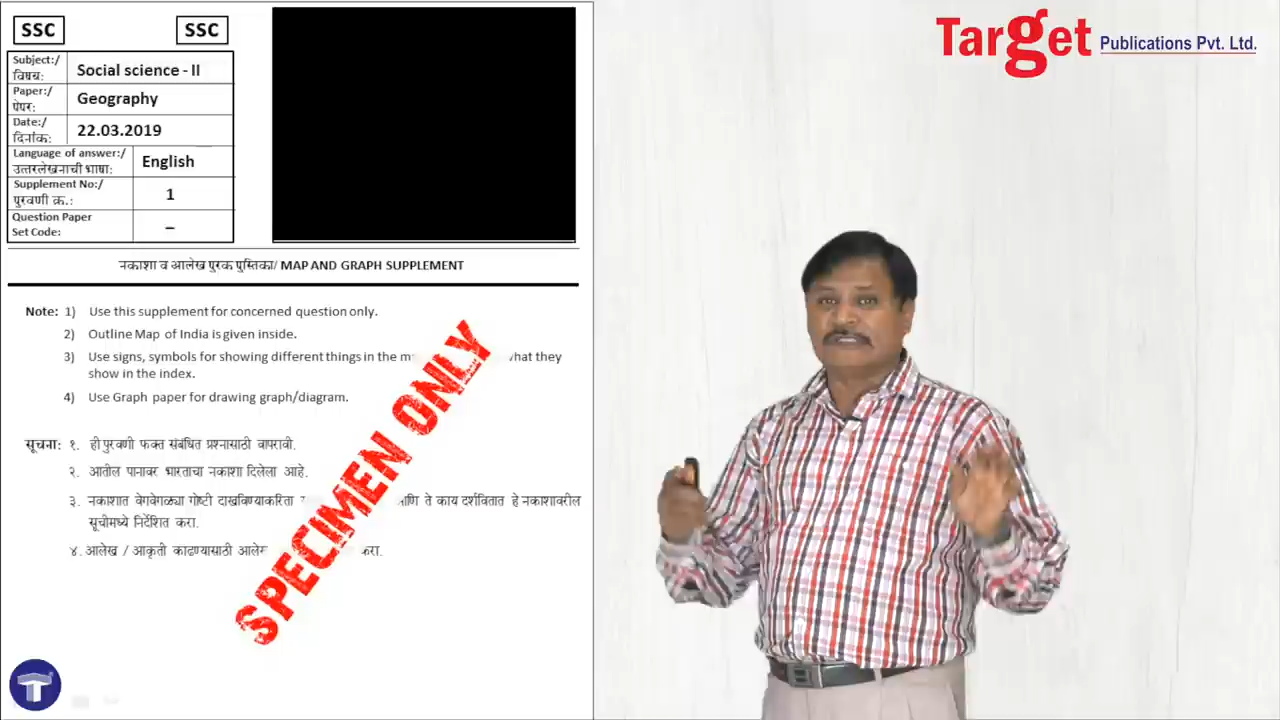 SSC
SSC
Subject:/
विषय:
Social science - II
Paper:/
पेपर:
Geography
Date:/
दिनांक:
22.03.2019
Language of answer:/
उत्तरलेखनाची भाषा:
English
Supplement No:/
पुरवणी क्र.:
1
Question Paper
Set Code:
–
नकाशा व आलेख पुरक पुस्तिका/ MAP AND GRAPH SUPPLEMENT
Note: 1) Use this supplement for concerned question only.
2) Outline Map of India is given inside.
3) Use signs, symbols for showing different things in the what they
show in the index.
4) Use Graph paper for drawing graph/diagram.
सूचना: १. ही पुरवणी फक्त संबंधित प्रश्नासाठी वापरावी.
२. आतील पानावर भारताचा नकाशा दिलेला आहे.
३. नकाशात वेगवेगळ्या गोष्टी दाखविण्याकरिता आणि ते काय दर्शवितात हे नकाशावरील
सूचीमध्ये निर्देशित करा.
४. आलेख / आकृती काढण्यासाठी करा.
SPECIMEN ONLY
Target Publications Pvt. Ltd.